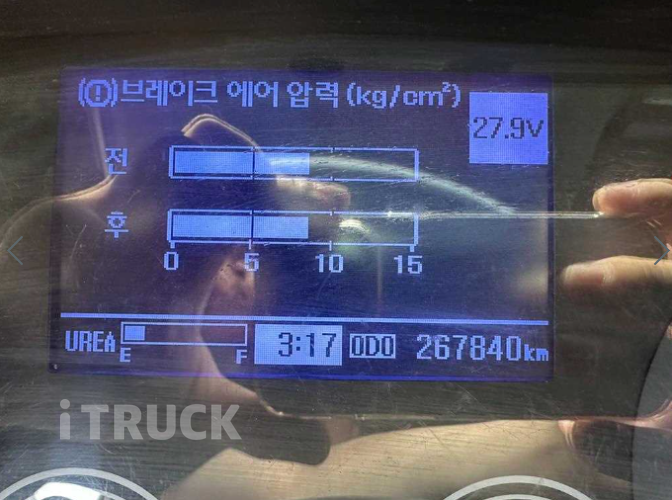 (!) 브레이크 에어 압력 (kg/cm²)
27.9V
전
후
0 5 10 15
UREA E F 3:17 ODO 267840km
iTRUCK